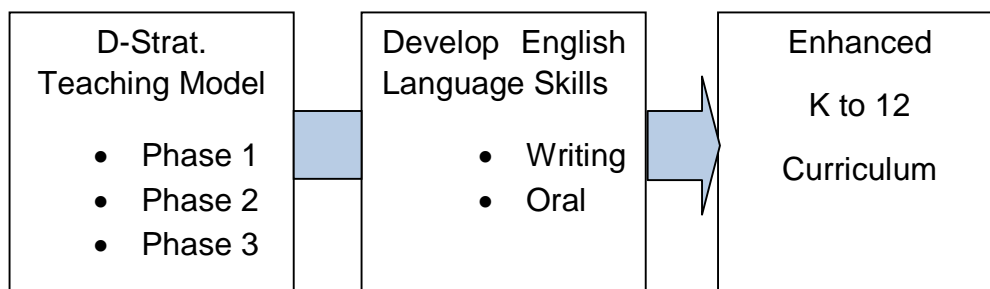 D-Strat.
Teaching Model
• Phase 1
• Phase 2
• Phase 3
Develop English
Language Skills
• Writing
• Oral
Enhanced
K to 12
Curriculum